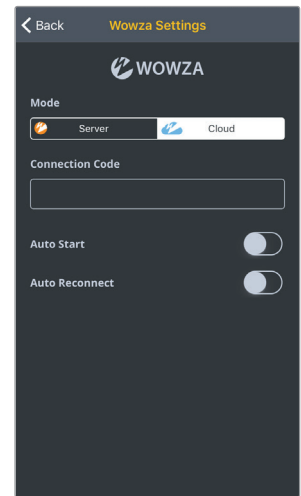 Back Wowza Settings
WOWZA
Mode
Server Cloud
Connection Code
Auto Start
Auto Reconnect